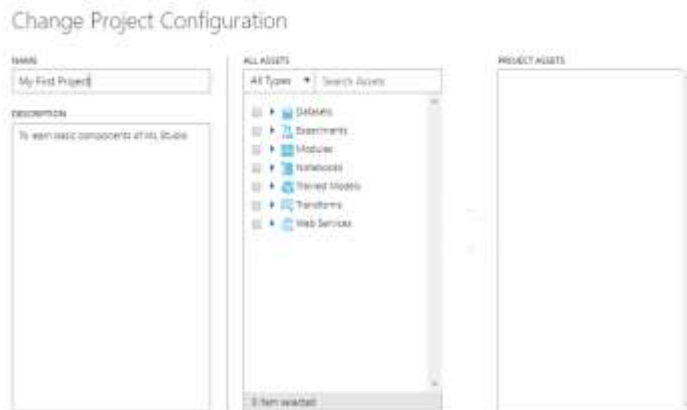 Change Project Configuration
NAME
My First Project
DESCRIPTION
To learn basic components of ML Studio
ALL ASSETS
All Types
Search Assets
Datasets
Experiments
Modules
Notebooks
Trained Models
Transforms
Web Services
0 item selected
PROJECT ASSETS